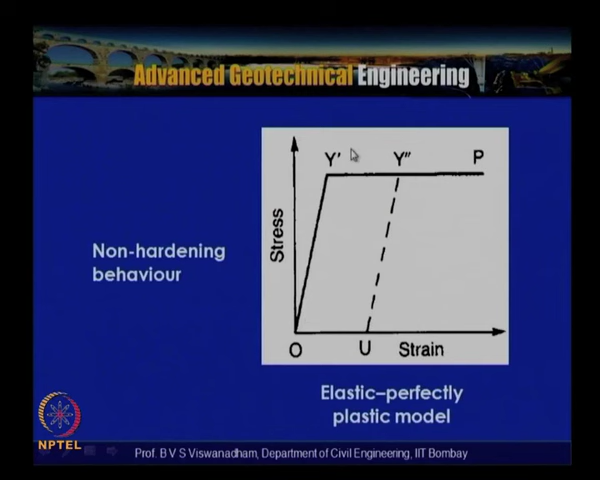 Advanced Geotechnical Engineering
Non-hardening
behaviour
Y' Y" P
Stress
O U Strain
Elastic–perfectly
plastic model
NPTEL
Prof. B V S Viswanadham, Department of Civil Engineering, IIT Bombay